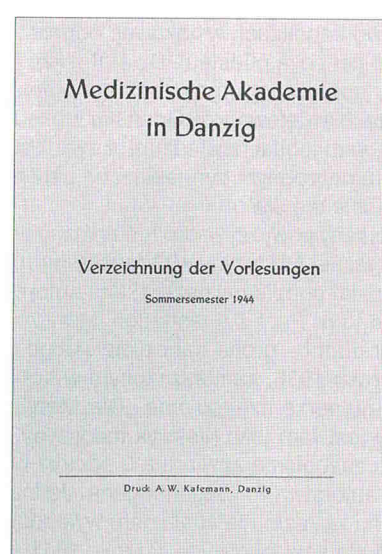 Medizinische Akademie
in Danzig
Verzeichnung der Vorlesungen
Sommersemester 1944
Druck A. W. Kafemann, Danzig